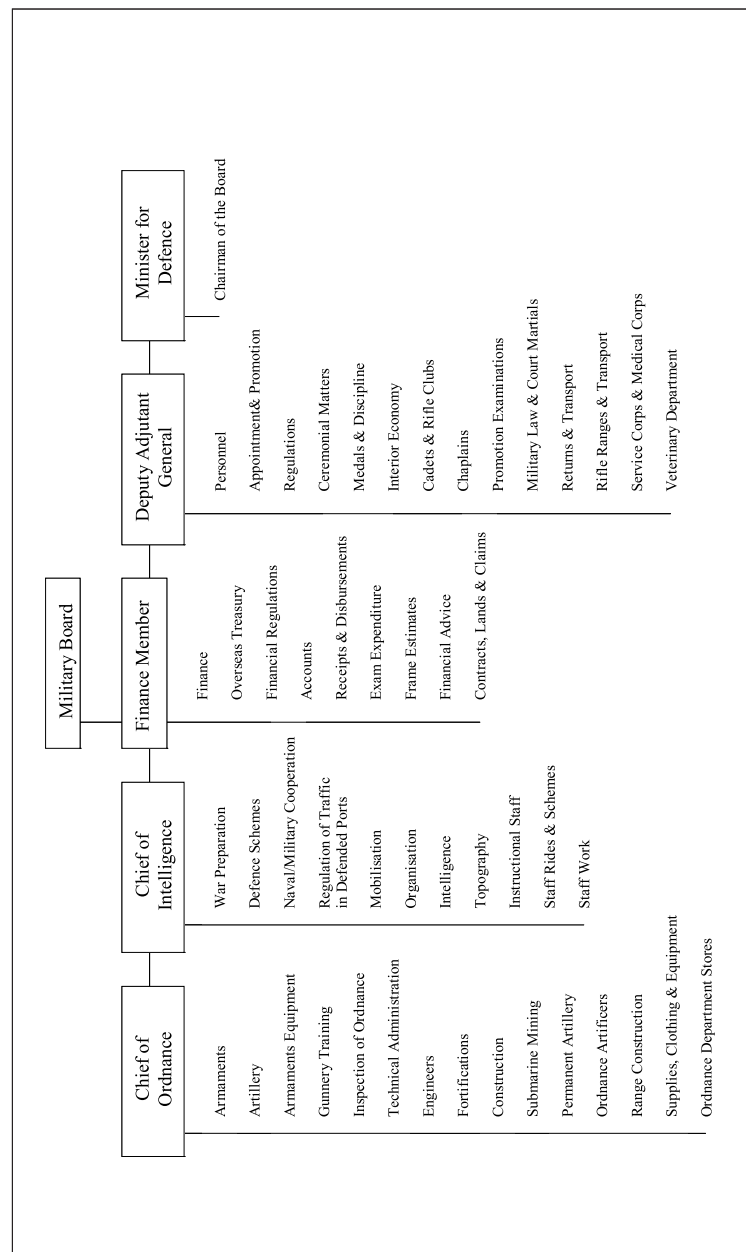 Military Board
Chief of
Ordnance
Armaments
Artillery
Armaments Equipment
Gunnery Training
Inspection of Ordnance
Technical Administration
Engineers
Fortifications
Construction
Submarine Mining
Permanent Artillery
Ordnance Artificers
Range Construction
Supplies, Clothing & Equipment
Ordnance Department Stores
Chief of
Intelligence
War Preparation
Defence Schemes
Naval/Military Cooperation
Regulation of Traffic
in Defended Ports
Mobilisation
Organisation
Intelligence
Topography
Instructional Staff
Staff Rides & Schemes
Staff Work
Finance Member
Finance
Overseas Treasury
Financial Regulations
Accounts
Receipts & Disbursements
Exam Expenditure
Frame Estimates
Financial Advice
Contracts, Lands & Claims
Deputy Adjutant
General
Personnel
Appointment& Promotion
Regulations
Ceremonial Matters
Medals & Discipline
Interior Economy
Cadets & Rifle Clubs
Chaplains
Promotion Examinations
Military Law & Court Martials
Returns & Transport
Rifle Ranges & Transport
Service Corps & Medical Corps
Veterinary Department
Minister for
Defence
Chairman of the Board